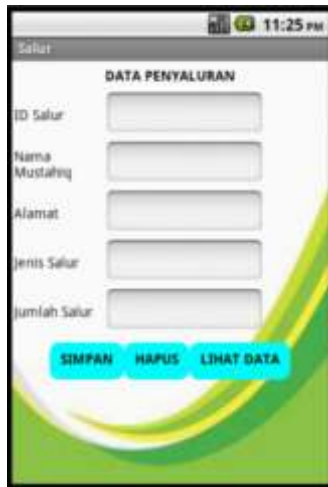 11:25 PM
Salur
DATA PENYALURAN
ID Salur
Nama
Mustahiq
Alamat
Jenis Salur
Jumlah Salur
SIMPAN HAPUS LIHAT DATA